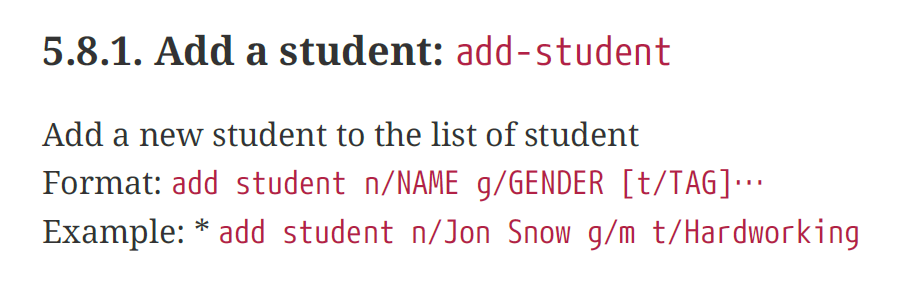 5.8.1. Add a student: add-student
Add a new student to the list of student
Format: add student n/NAME g/GENDER [t/TAG]⋯
Example: * add student n/Jon Snow g/m t/Hardworking